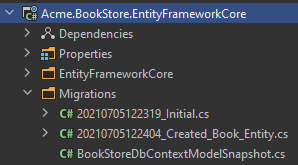 Acme.BookStore.EntityFrameworkCore
Dependencies
Properties
EntityFrameworkCore
Migrations
C# 20210705122319_Initial.cs
C# 20210705122404_Created_Book_Entity.cs
C# BookStoreDbContextModelSnapshot.cs